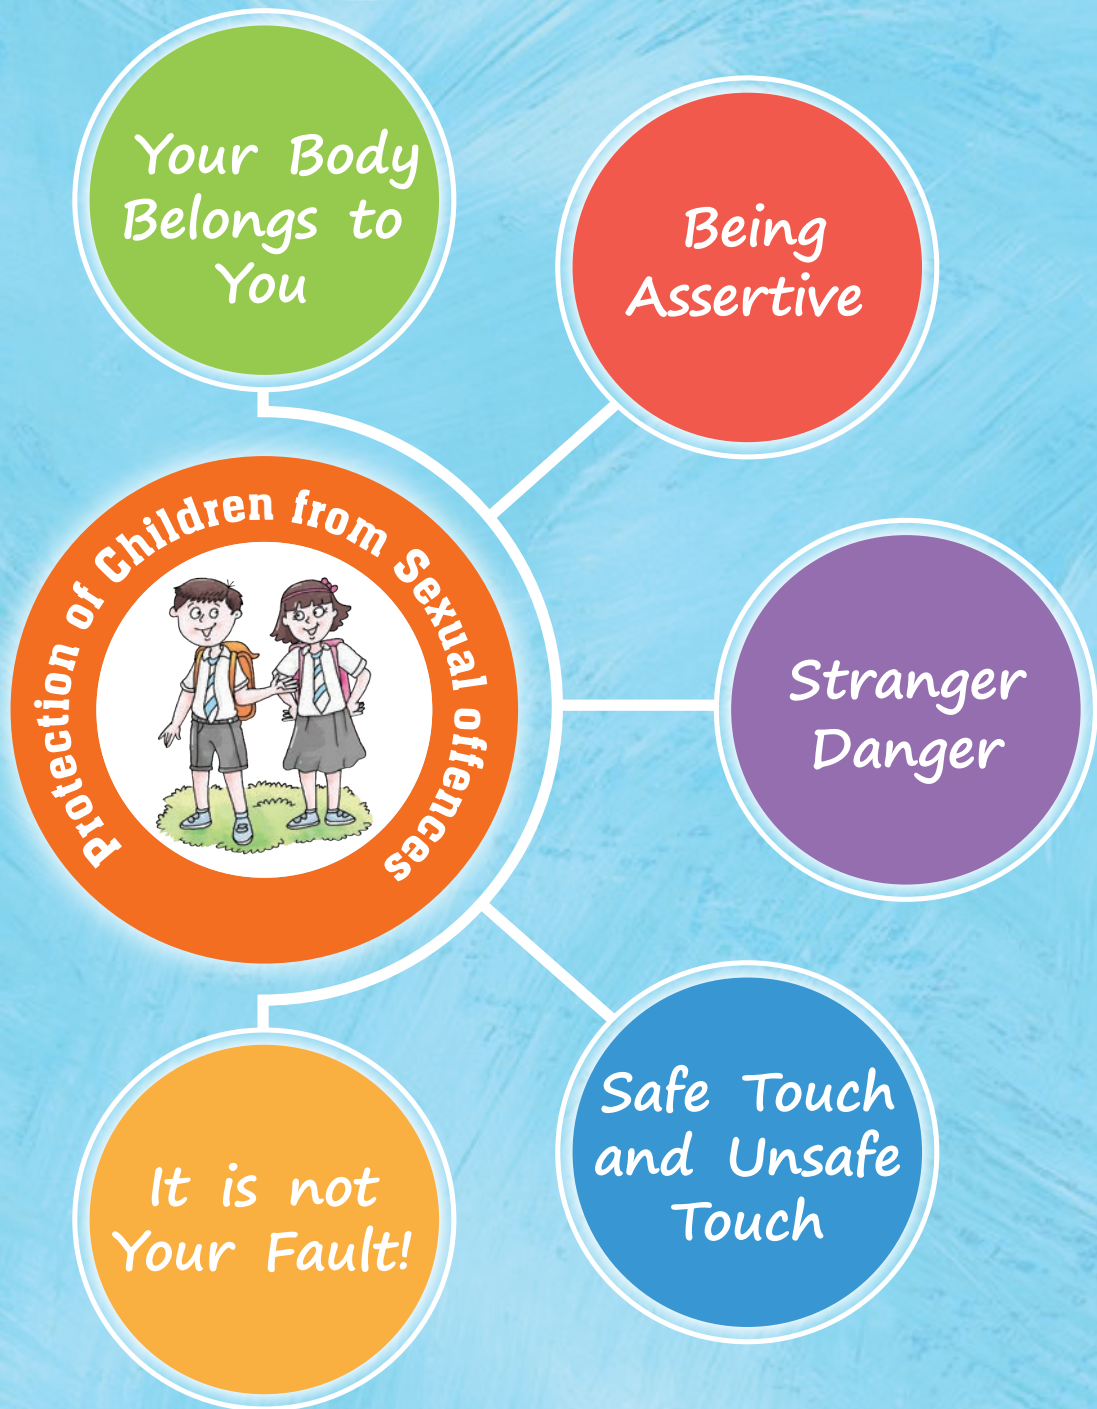 Your Body
Belongs to
You
Being
Assertive
Protection of Children from Sexual offences
Stranger
Danger
Safe Touch
and Unsafe
Touch
It is not
Your Fault!